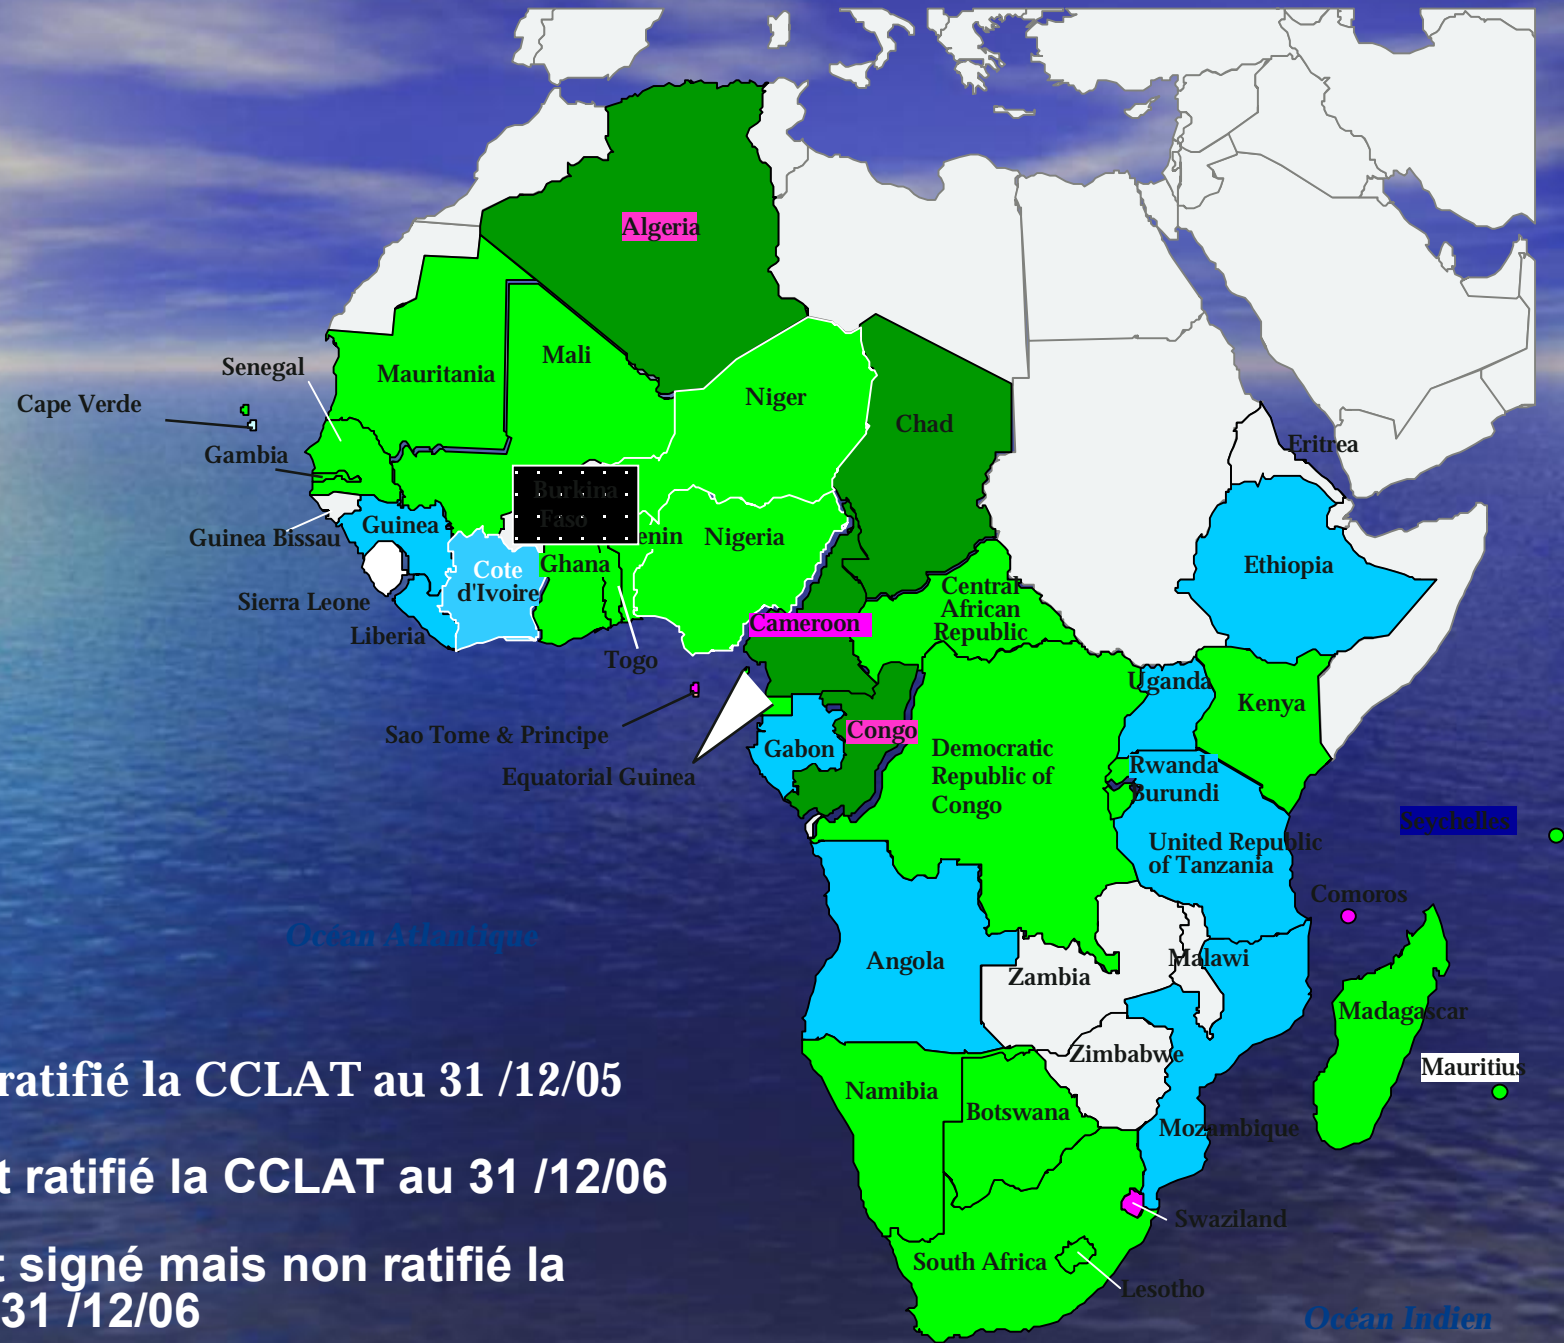 Algeria
Mali
Senegal
Mauritania
Niger
Cape Verde
Chad
Eritrea
Gambia
Burkina
Faso
Guinea
Guinea Bissau
enin
Nigeria
Ghana
Ethiopia
Cote
d'Ivoire
Central
African
Republic
Sierra Leone
Cameroon
Liberia
Togo
Uganda
Kenya
Sao Tome & Principe
Congo
Gabon
Democratic
Republic of
Congo
Equatorial Guinea
Rwanda
Burundi
Seychelles
United Republic
of Tanzania
Comoros
Océan Atlantique
Angola
Malawi
Zambia
Madagascar
Zimbabwe
Mauritius
ratifié la CCLAT au 31 /12/05
Namibia
Botswana
Mozambique
t ratifié la CCLAT au 31 /12/06
Swaziland
t signé mais non ratifié la
31 /12/06
South Africa
Lesotho
Océan Indien